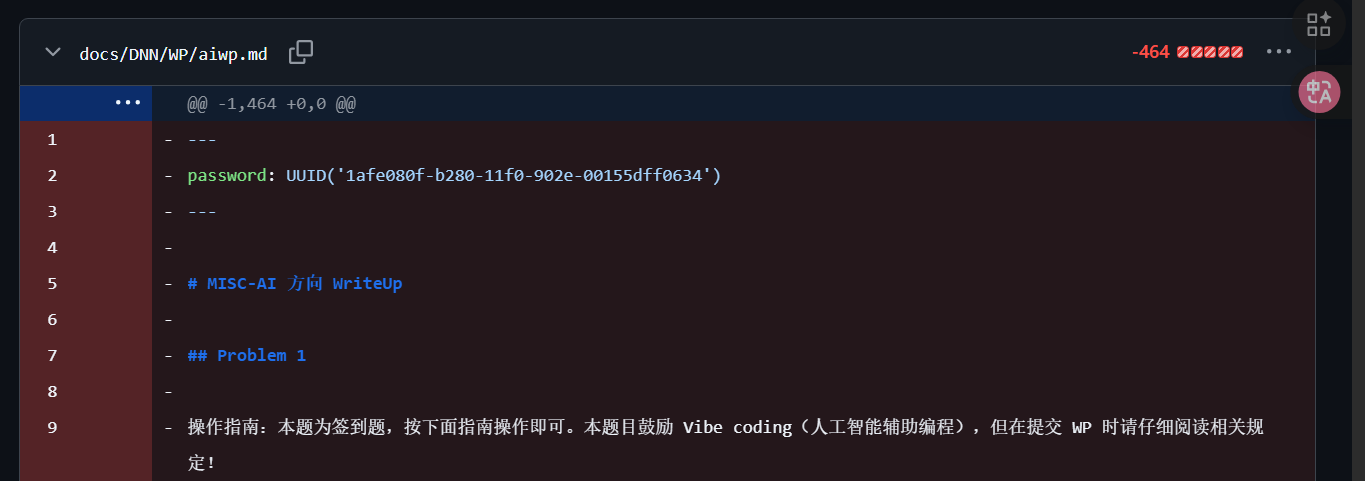 docs/DNN/WP/aiwp.md
-464
@@ -1,464 +0,0 @@
1 - ---
2 - password: UUID('1afe080f-b280-11f0-902e-00155dff0634')
3 - ---
4 -
5 - # MISC-AI 方向 WriteUp
6 -
7 - ## Problem 1
8 -
9 - 操作指南：本题为签到题，按下面指南操作即可。本题目鼓励 Vibe coding（人工智能辅助编程），但在提交 WP 时请仔细阅读相关规
定！
中A